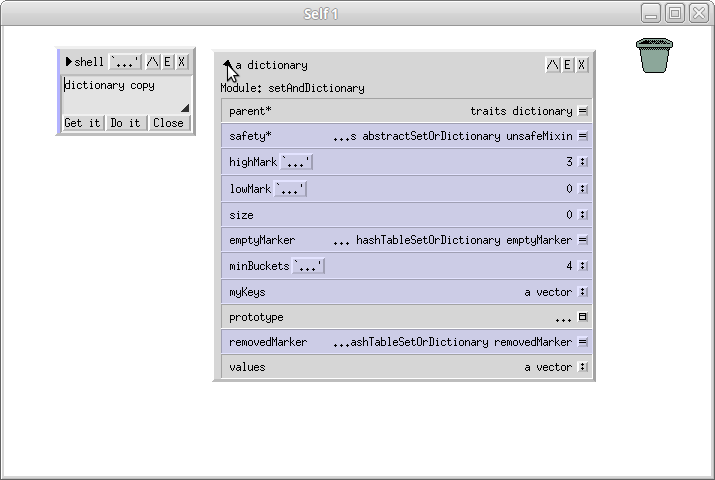 Self 1
shell `...' /\ E X
dictionary copy
Get it Do it Close
a dictionary /\ E X
Module: setAndDictionary
parent* traits dictionary =
safety* ...s abstractSetOrDictionary unsafeMixin =
highMark `...' 3 :
lowMark `...' 0 :
size 0 :
emptyMarker ... hashTableSetOrDictionary emptyMarker =
minBuckets `...' 4 :
myKeys a vector :
prototype ...
removedMarker ...ashTableSetOrDictionary removedMarker =
values a vector :